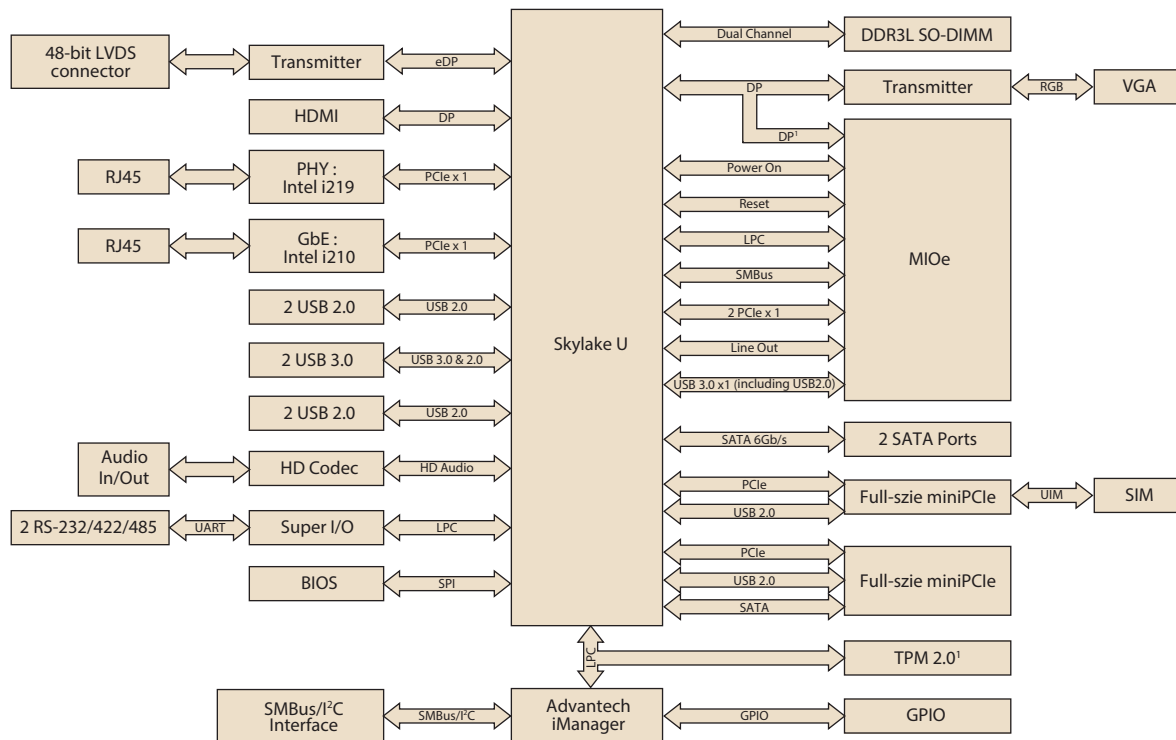 48-bit LVDS
connector
Transmitter
eDP
HDMI
DP
RJ45
PHY :
Intel i219
PCIe x 1
RJ45
GbE :
Intel i210
PCIe x 1
2 USB 2.0
USB 2.0
2 USB 3.0
USB 3.0 & 2.0
2 USB 2.0
USB 2.0
Audio
In/Out
HD Codec
HD Audio
2 RS-232/422/485
UART
Super I/O
LPC
BIOS
SPI
Skylake U
Dual Channel
DDR3L SO-DIMM
DP
Transmitter
RGB
VGA
DP¹
Power On
Reset
LPC
SMBus
2 PCIe x 1
Line Out
USB 3.0 x1 (including USB2.0)
MIOe
SATA 6Gb/s
2 SATA Ports
PCIe
USB 2.0
Full-szie miniPCIe
UIM
SIM
PCIe
USB 2.0
SATA
Full-szie miniPCIe
LPC
TPM 2.0¹
SMBus/I²C
Interface
SMBus/I²C
Advantech
iManager
GPIO
GPIO